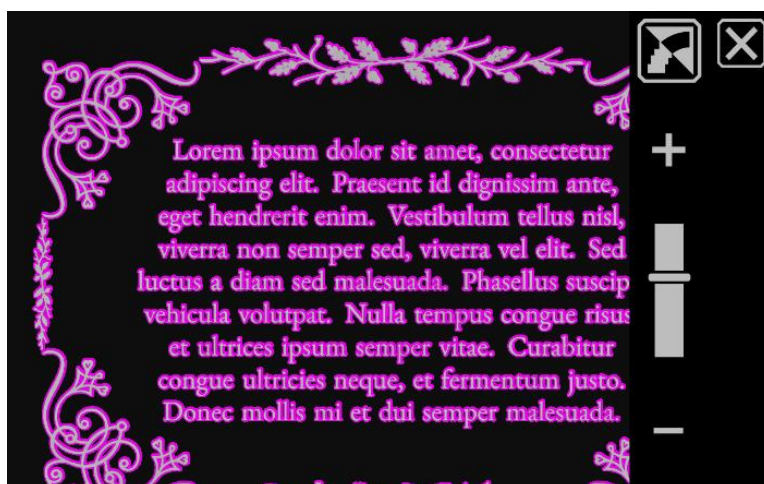 Lorem ipsum dolor sit amet, consectetur
adipiscing elit. Praesent id dignissim ante,
eget hendrerit enim. Vestibulum tellus nisl,
viverra non semper sed, viverra vel elit. Sed
luctus a diam sed malesuada. Phasellus suscip
vehicula volutpat. Nulla tempus congue risus
et ultrices ipsum semper vitae. Curabitur
congue ultricies neque, et fermentum justo.
Donec mollis mi et dui semper malesuada.